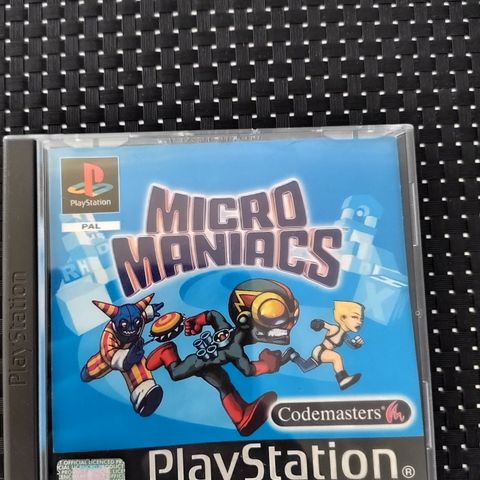 PlayStation
PAL
MICRO
MANIACS
PlayStation
Codemasters
PlayStation®